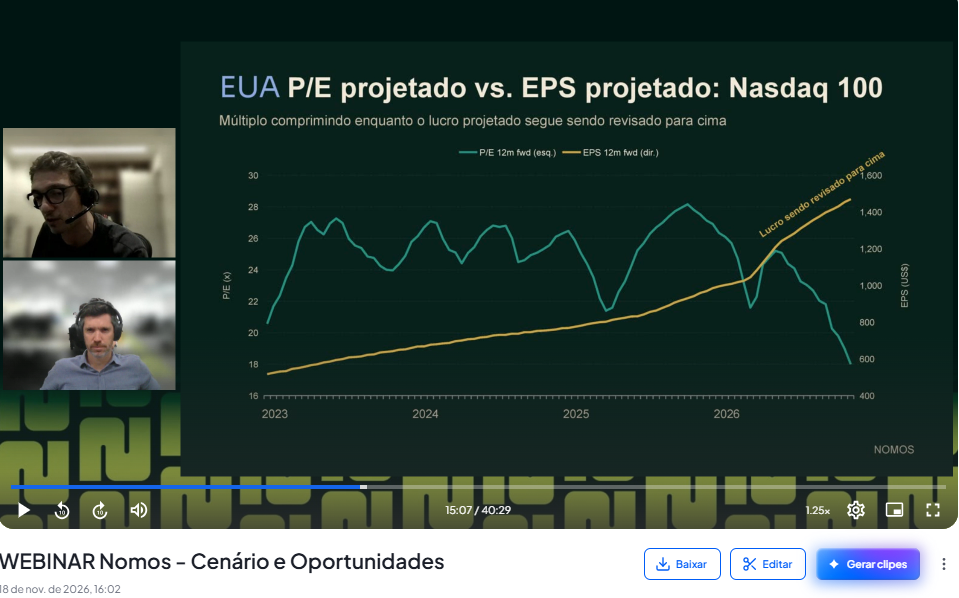 EUA P/E projetado vs. EPS projetado: Nasdaq 100
Múltiplo comprimindo enquanto o lucro projetado segue sendo revisado para cima
P/E 12m fwd (esq.) EPS 12m fwd (dir.)
Lucro sendo revisado para cima
30 1,600
28 1,400
26 1,200
24 1,000
22 800
20 600
18 400
16
P/E (x)
EPS (US$)
2023 2024 2025 2026
NOMOS
10 10 15:07 / 40:29 1.25×
WEBINAR Nomos – Cenário e Oportunidades
Baixar Editar Gerar clipes
18 de nov. de 2026, 16:02